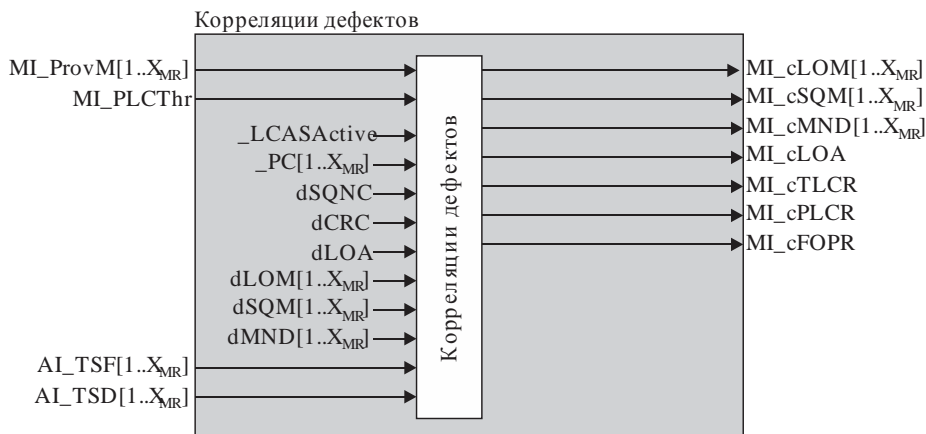 Корреляции дефектов
MI_ProvM[1..X_MR]
MI_PLCThr
_LCASActive
_PC[1..X_MR]
dSQNC
dCRC
dLOA
dLOM[1..X_MR]
dSQM[1..X_MR]
dMND[1..X_MR]
AI_TSF[1..X_MR]
AI_TSD[1..X_MR]
Корреляции дефектов
MI_cLOM[1..X_MR]
MI_cSQM[1..X_MR]
MI_cMND[1..X_MR]
MI_cLOA
MI_cTLCR
MI_cPLCR
MI_cFOPR